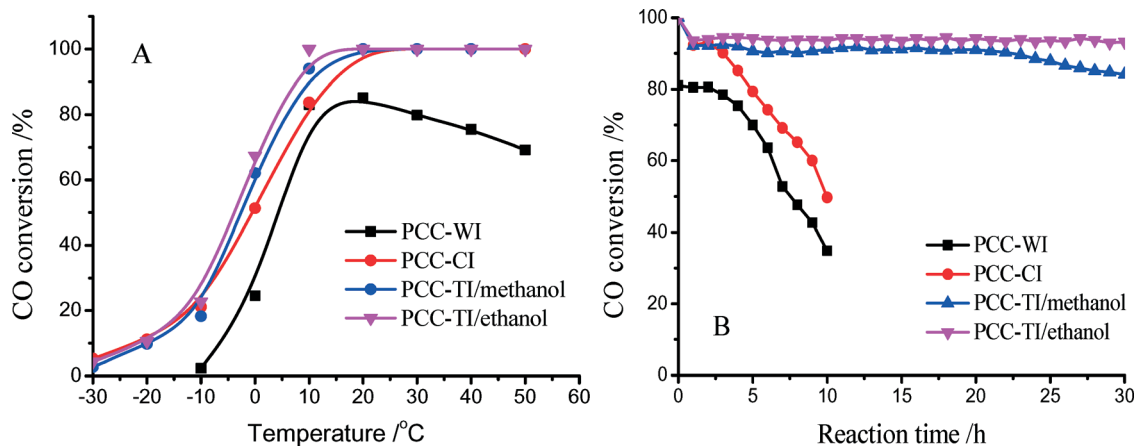 A
CO conversion /%
100
80
60
40
20
0
-30 -20 -10 0 10 20 30 40 50 60
Temperature /°C
PCC-WI
PCC-CI
PCC-TI/methanol
PCC-TI/ethanol
B
CO conversion /%
100
80
60
40
20
0
0 5 10 15 20 25 30
Reaction time /h
PCC-WI
PCC-CI
PCC-TI/methanol
PCC-TI/ethanol